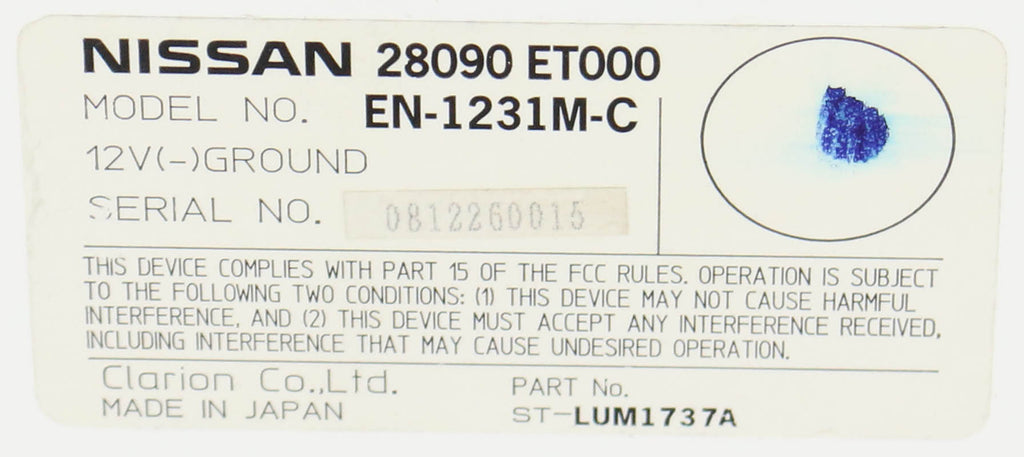 NISSAN 28090 ET000
MODEL NO. EN-1231M-C
12V(-)GROUND
SERIAL NO. 0812260015
THIS DEVICE COMPLIES WITH PART 15 OF THE FCC RULES. OPERATION IS SUBJECT
TO THE FOLLOWING TWO CONDITIONS: (1) THIS DEVICE MAY NOT CAUSE HARMFUL
INTERFERENCE, AND (2) THIS DEVICE MUST ACCEPT ANY INTERFERENCE RECEIVED,
INCLUDING INTERFERENCE THAT MAY CAUSE UNDESIRED OPERATION.
Clarion Co.,Ltd.
MADE IN JAPAN
PART No.
ST-LUM1737A